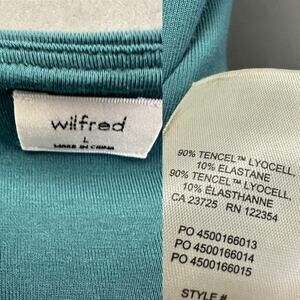 wilfred
L
MADE IN CHINA
90% TENCEL™ LYOCELL,
10% ELASTANE
90% TENCEL™ LYOCELL,
10% ÉLASTHANNE
CA 23725 RN 122354
PO 4500166013
PO 4500166014
PO 4500166015
STYLE #